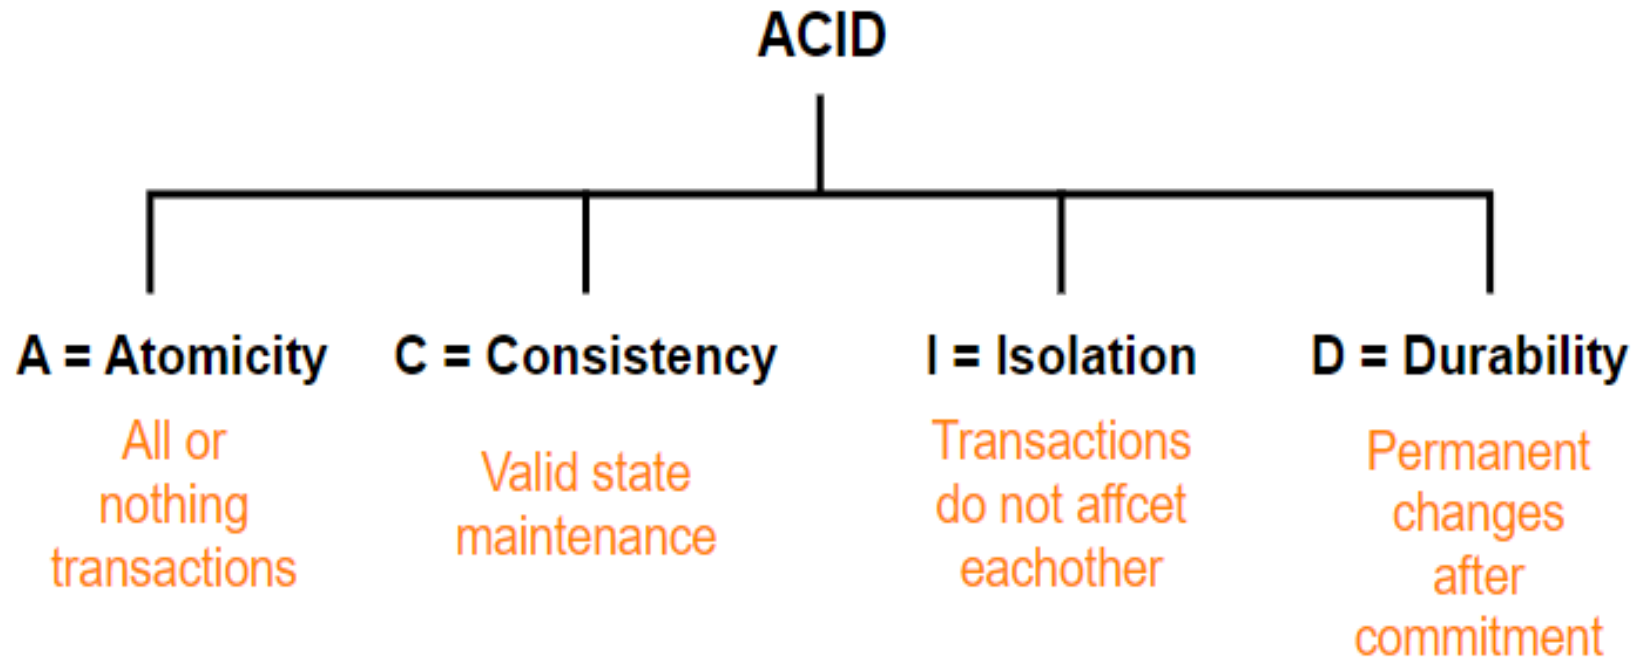 ACID
A = Atomicity
All or
nothing
transactions
C = Consistency
Valid state
maintenance
I = Isolation
Transactions
do not affcet
eachother
D = Durability
Permanent
changes
after
commitment